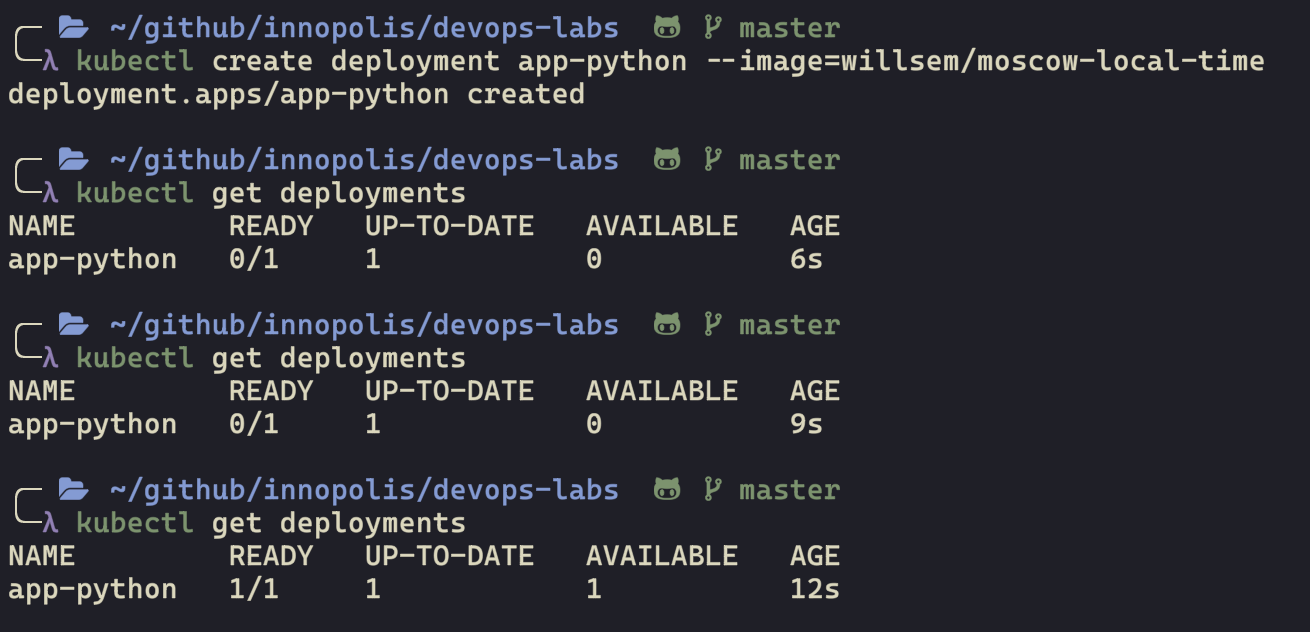 ~/github/innopolis/devops-labs master
λ kubectl create deployment app-python --image=willsem/moscow-local-time
deployment.apps/app-python created
~/github/innopolis/devops-labs master
λ kubectl get deployments
NAME READY UP-TO-DATE AVAILABLE AGE
app-python 0/1 1 0 6s
~/github/innopolis/devops-labs master
λ kubectl get deployments
NAME READY UP-TO-DATE AVAILABLE AGE
app-python 0/1 1 0 9s
~/github/innopolis/devops-labs master
λ kubectl get deployments
NAME READY UP-TO-DATE AVAILABLE AGE
app-python 1/1 1 1 12s